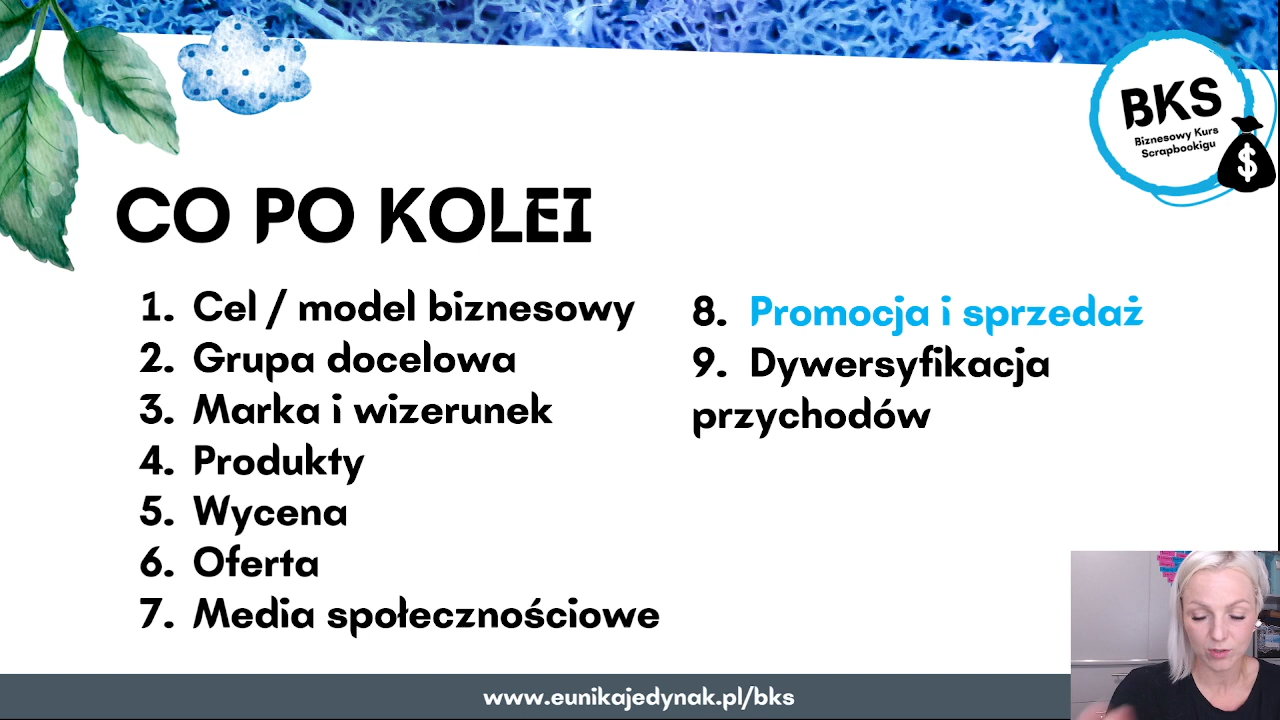 BKS
Biznesowy Kurs
Scrapbookigu
$
CO PO KOLEI
1. Cel / model biznesowy
2. Grupa docelowa
3. Marka i wizerunek
4. Produkty
5. Wycena
6. Oferta
7. Media społecznościowe
8. Promocja i sprzedaż
9. Dywersyfikacja
przychodów
www.eunikajedynak.pl/bks